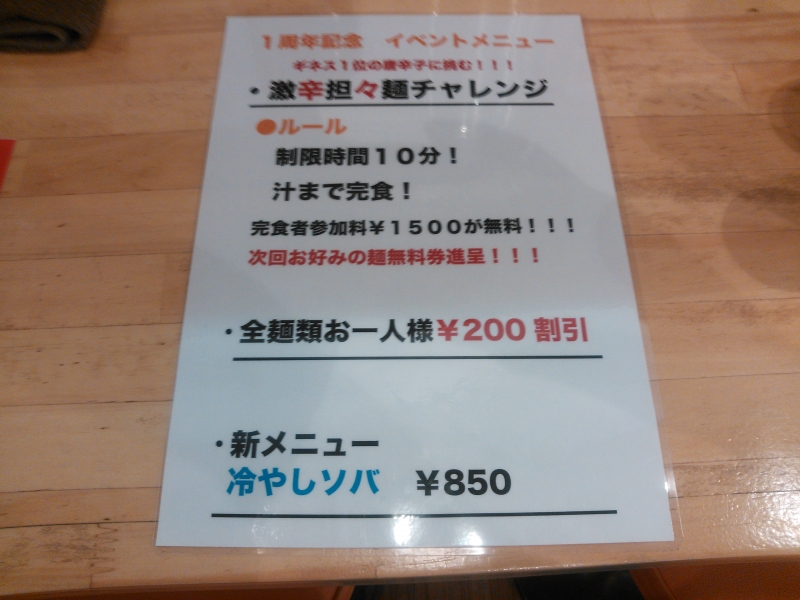 １周年記念　イベントメニュー
ギネス１位の唐辛子に挑む！！！
・激辛担々麺チャレンジ
●ルール
制限時間１０分！
汁まで完食！
完食者参加料￥１５００が無料！！！
次回お好みの麺無料券進呈！！！
・全麺類お一人様￥200 割引
・新メニュー
冷やしソバ　￥850